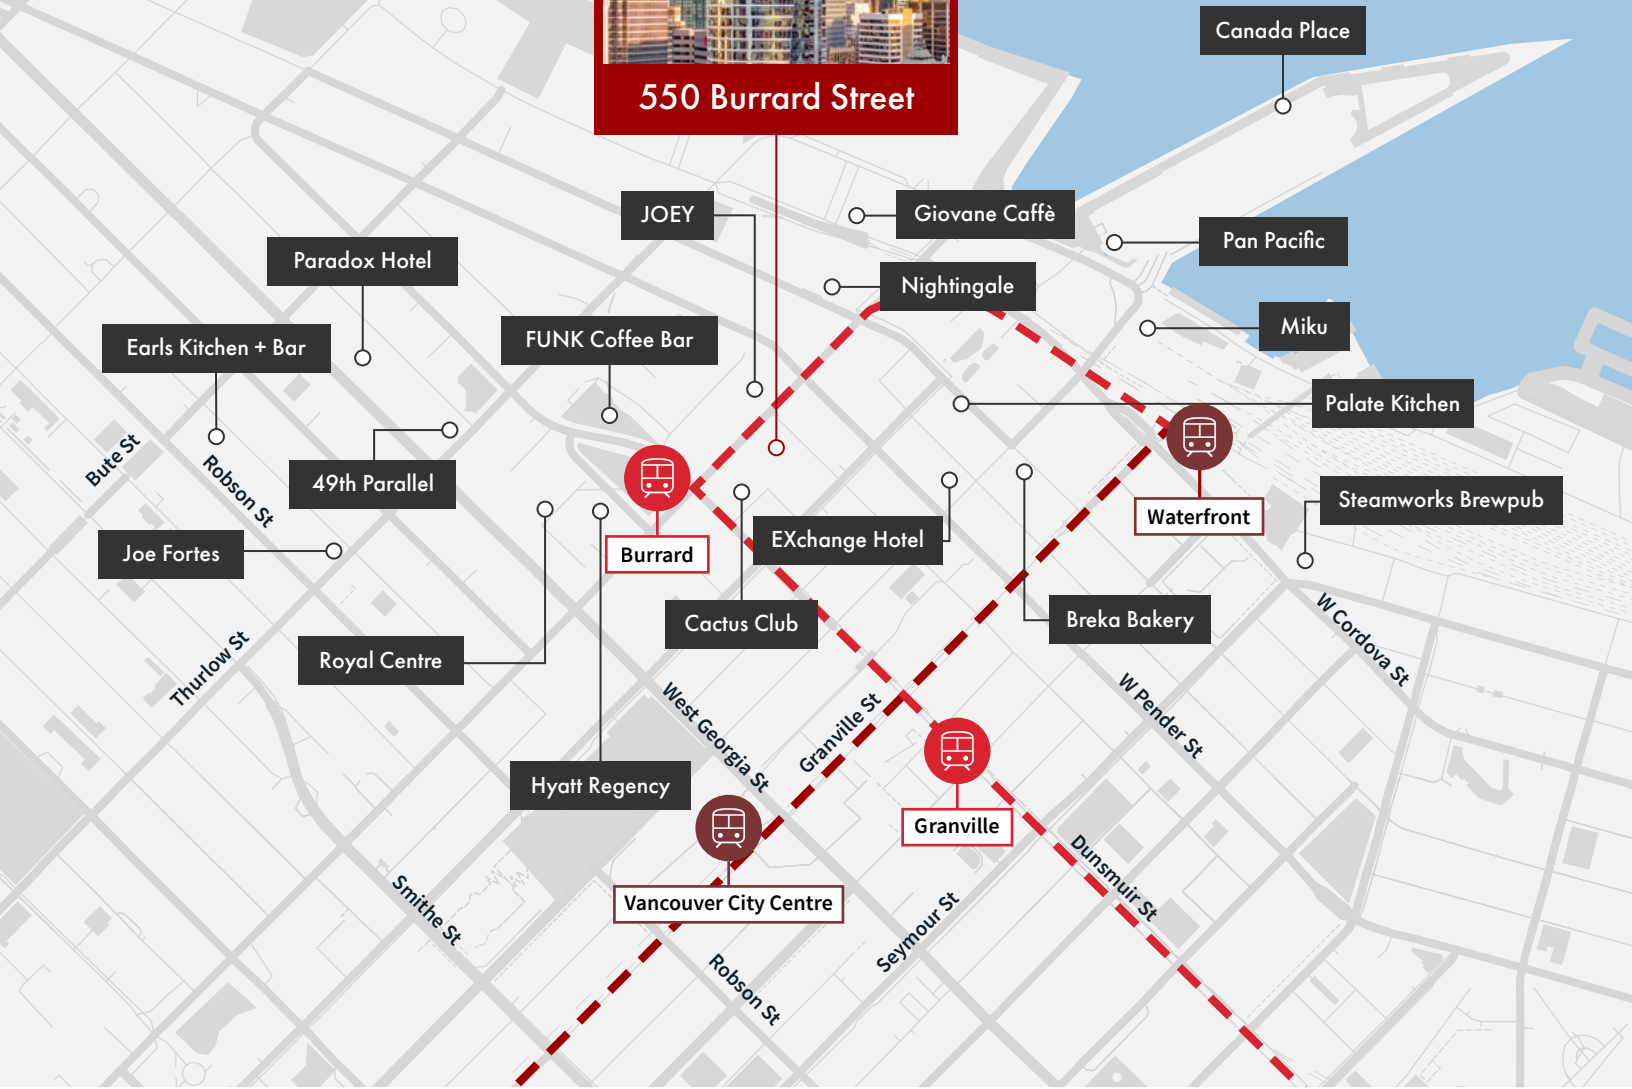 Canada Place
550 Burrard Street
JOEY
Giovane Caffè
Pan Pacific
Paradox Hotel
Nightingale
Miku
FUNK Coffee Bar
Earls Kitchen + Bar
Palate Kitchen
Bute St
Robson St
49th Parallel
Steamworks Brewpub
Waterfront
EXchange Hotel
Joe Fortes
Burrard
Breka Bakery
Cactus Club
W Cordova St
Royal Centre
Thurlow St
W Pender St
West Georgia St
Granville St
Hyatt Regency
Granville
Dunsmuir St
Vancouver City Centre
Smithe St
Seymour St
Robson St